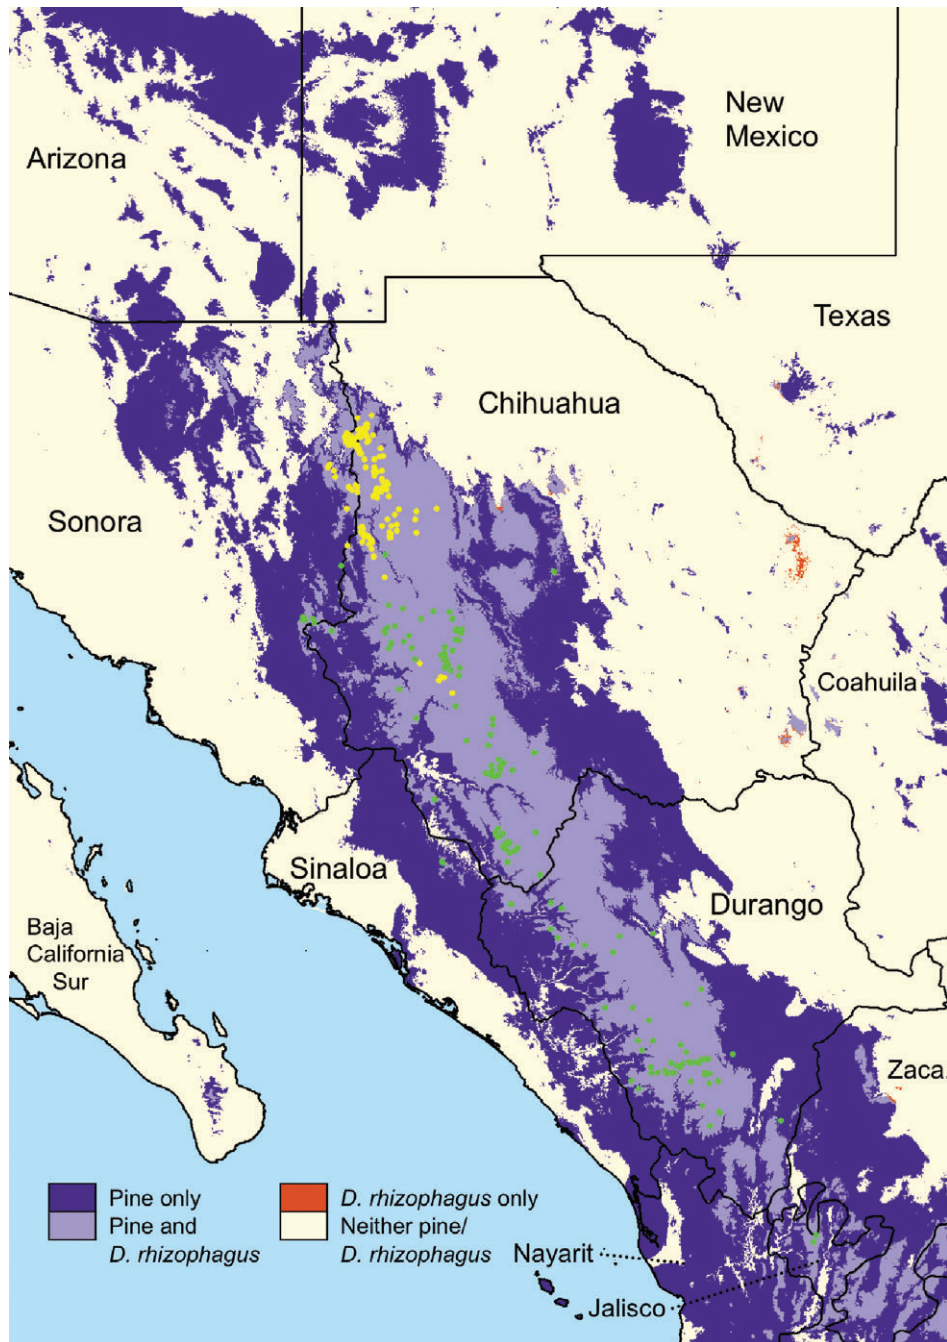 New
Mexico
Arizona
Texas
Chihuahua
Sonora
Coahuila
Sinaloa
Durango
Baja
California
Sur
Zaca.
Pine only
Pine and
D. rhizophagus
D. rhizophagus only
Neither pine/
D. rhizophagus
Nayarit
Jalisco